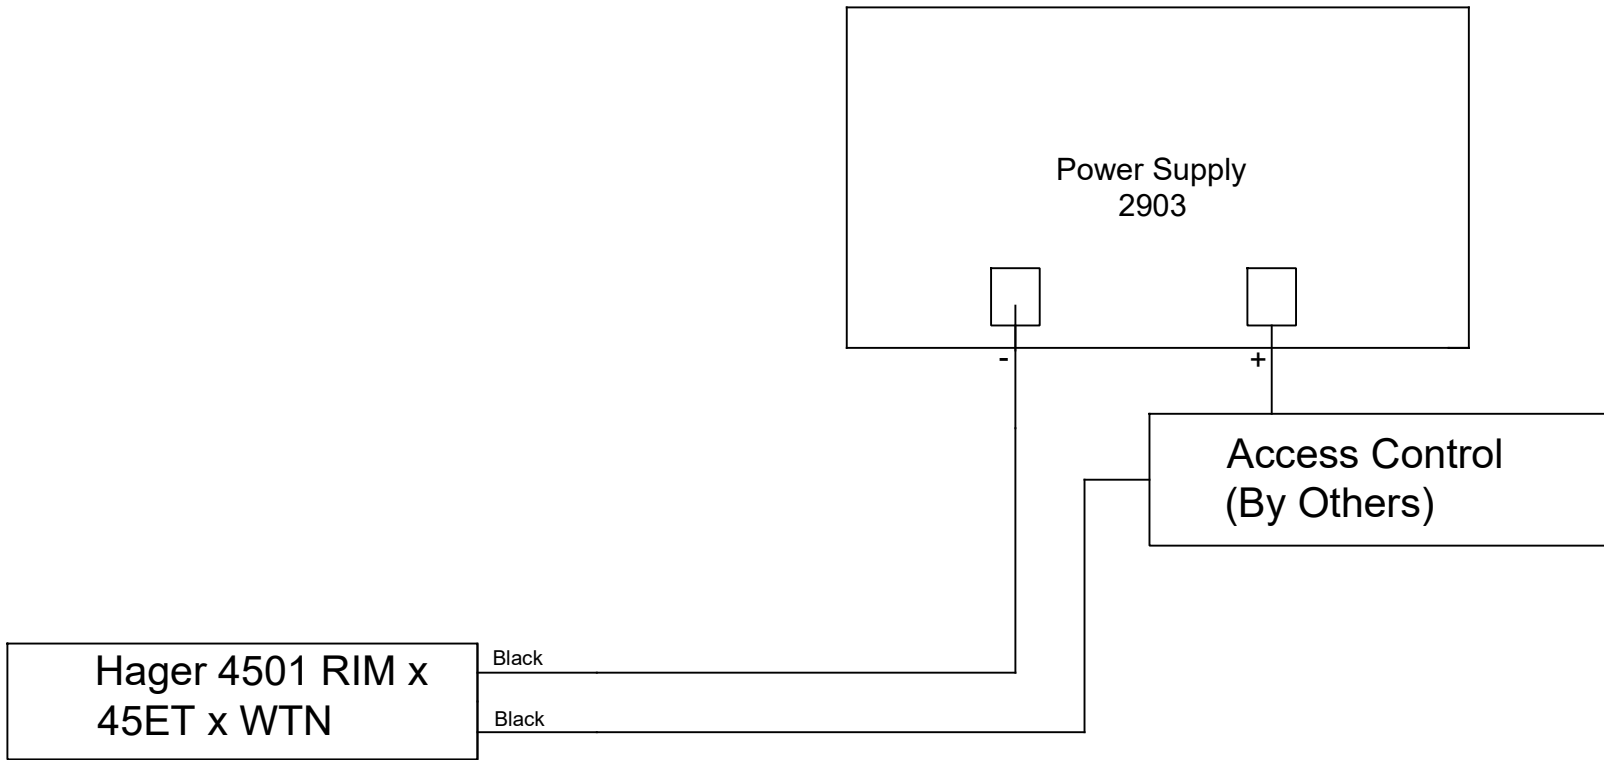 Power Supply
2903
-
+
Access Control
(By Others)
Hager 4501 RIM x
45ET x WTN
Black
Black